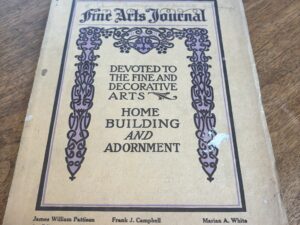 Fine Arts Journal
DEVOTED TO
THE FINE AND
DECORATIVE
ARTS
HOME
BUILDING
AND
ADORNMENT
James William Pattison Frank J. Campbell Marian A. White